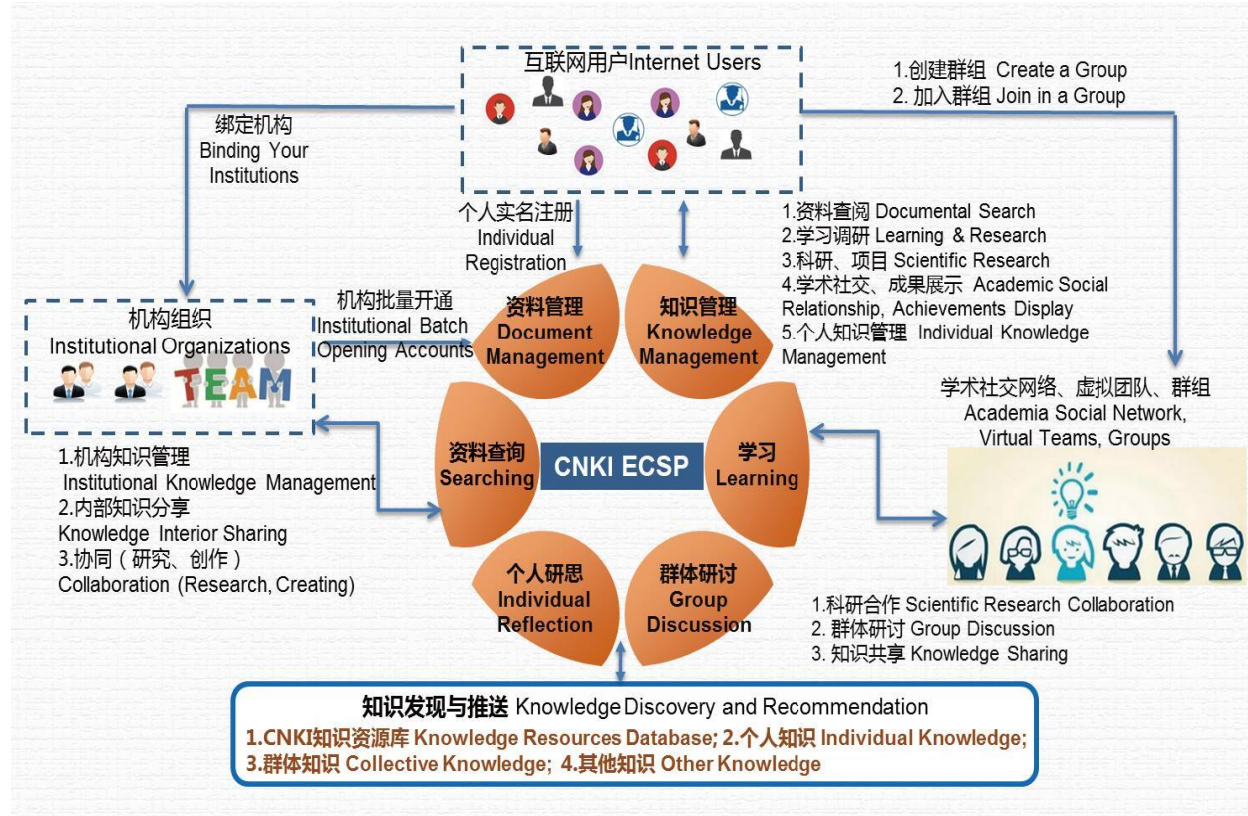 互联网用户Internet Users
1.创建群组 Create a Group
2. 加入群组 Join in a Group
绑定机构
Binding Your
Institutions
个人实名注册
Individual
Registration
1.资料查阅 Documental Search
2.学习调研 Learning & Research
3.科研、项目 Scientific Research
4.学术社交、成果展示 Academic Social
Relationship, Achievements Display
5.个人知识管理 Individual Knowledge
Management
机构组织
Institutional Organizations
TEAM
机构批量开通
Institutional Batch
Opening Accounts
资料管理
Document
Management
知识管理
Knowledge
Management
学术社交网络、虚拟团队、群组
Academia Social Network,
Virtual Teams, Groups
资料查询
Searching
CNKI ECSP
学习
Learning
1.机构知识管理
Institutional Knowledge Management
2.内部知识分享
Knowledge Interior Sharing
3.协同（研究、创作）
Collaboration (Research, Creating)
个人研思
Individual
Reflection
群体研讨
Group
Discussion
1.科研合作 Scientific Research Collaboration
2. 群体研讨 Group Discussion
3. 知识共享 Knowledge Sharing
知识发现与推送 Knowledge Discovery and Recommendation
1.CNKI知识资源库 Knowledge Resources Database; 2.个人知识 Individual Knowledge;
3.群体知识 Collective Knowledge; 4.其他知识 Other Knowledge